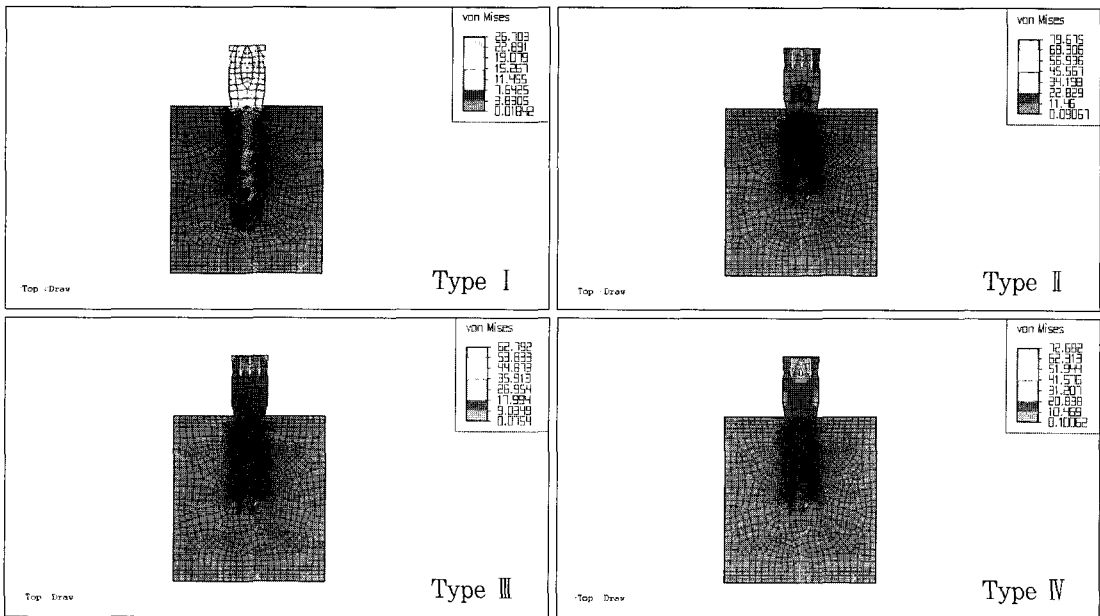 von Mises
26.703
22.891
19.079
15.267
11.455
7.6425
3.8305
0.01842
Top
Draw
Type Ⅰ
von Mises
79.675
68.306
56.936
45.567
34.198
22.829
11.46
0.09067
Top
Draw
Type Ⅱ
von Mises
62.792
53.833
44.873
35.913
26.954
17.994
9.0349
0.0754
Top
Draw
Type Ⅲ
von Mises
72.682
62.313
51.944
41.576
31.207
20.838
10.469
0.10062
Top
Draw
Type Ⅳ